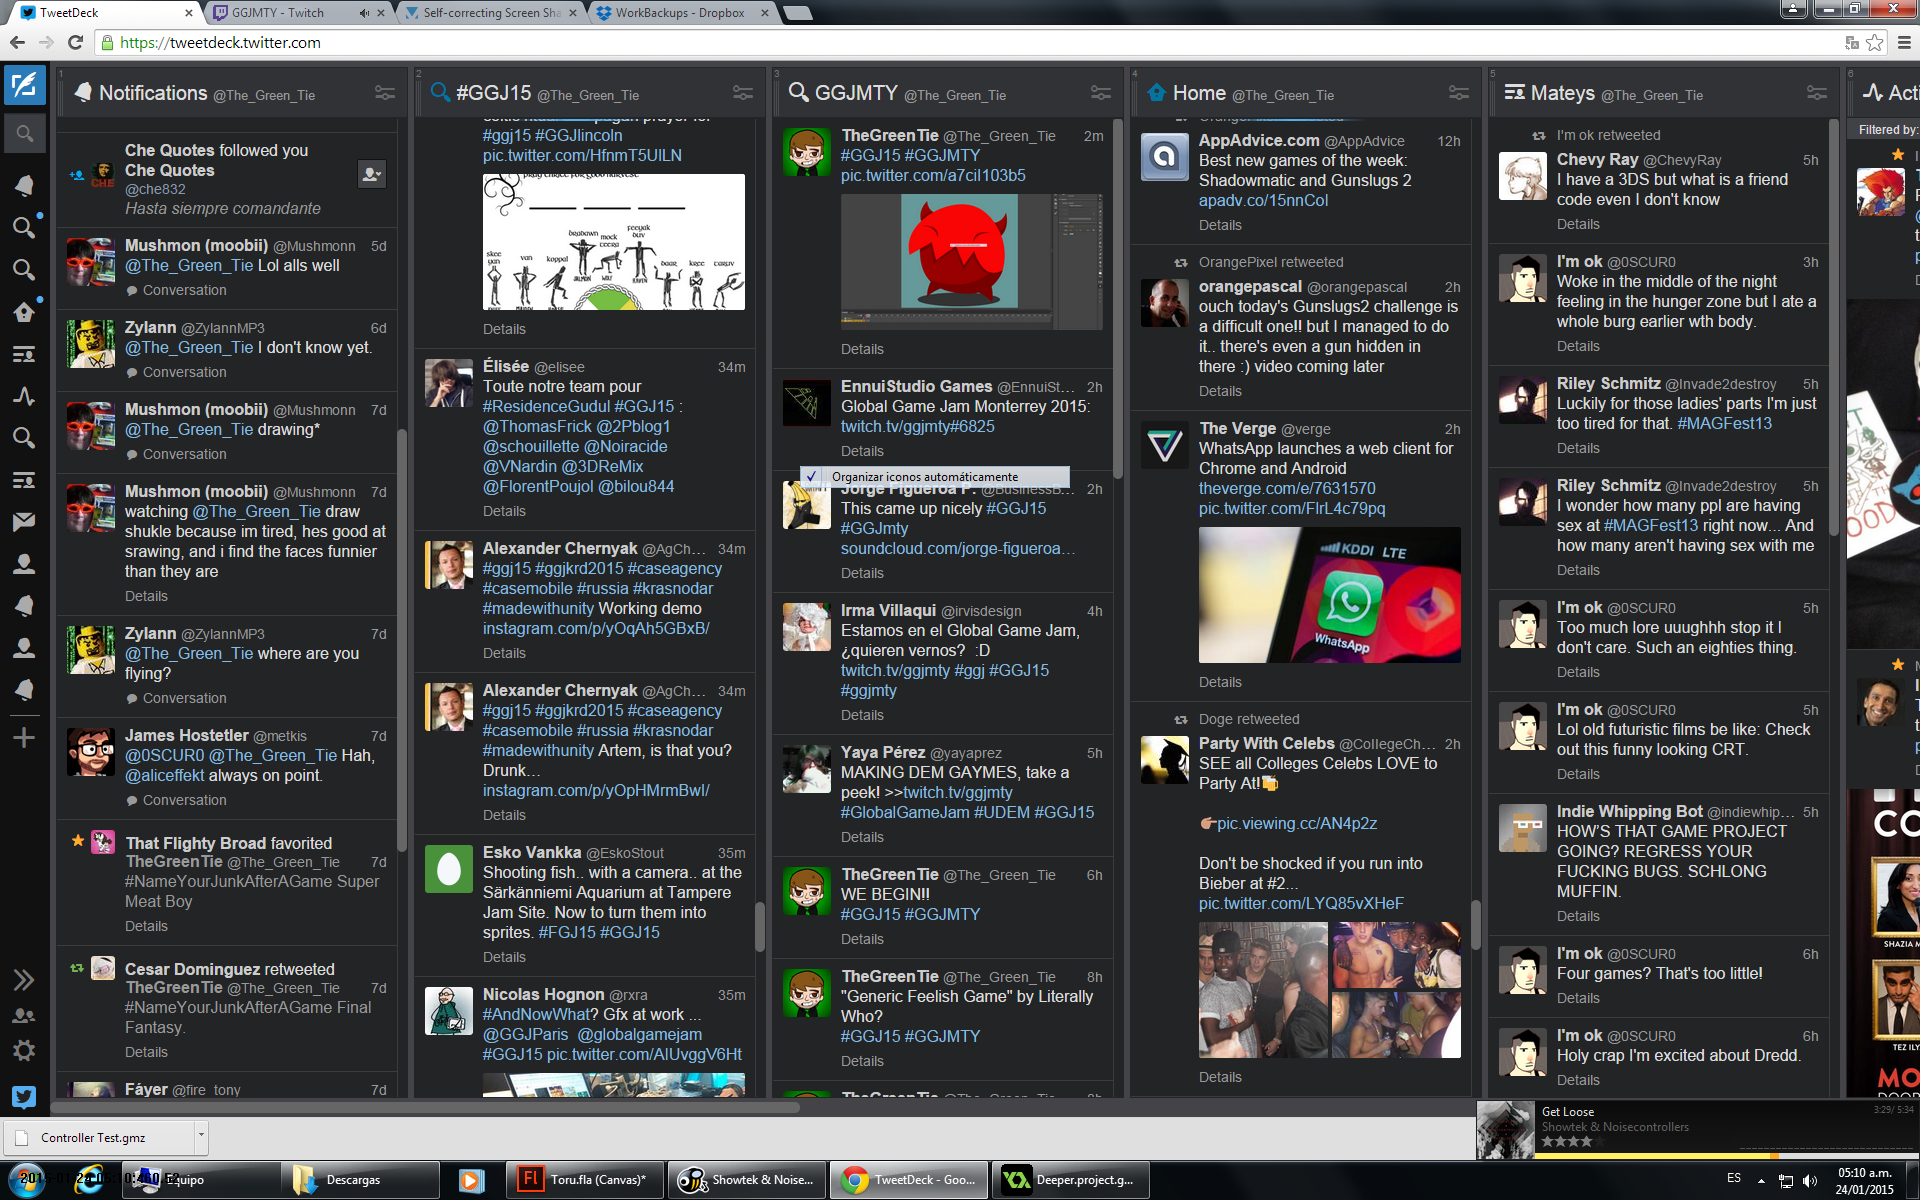 TweetDeck
GGJMTY - Twitch
Self-correcting Screen Sha
WorkBackups - Dropbox
https://tweetdeck.twitter.com
1
Notifications @The_Green_Tie
Che Quotes followed you
Che Quotes
@che832
Hasta siempre comandante
Mushmon (moobii) @Mushmonn 5d
@The_Green_Tie Lol alls well
Conversation
Zylann @ZylannMP3 6d
@The_Green_Tie I don't know yet.
Conversation
Mushmon (moobii) @Mushmonn 7d
@The_Green_Tie drawing*
Conversation
Mushmon (moobii) @Mushmonn 7d
watching @The_Green_Tie draw
shukle because im tired, hes good at
srawing, and i find the faces funnier
than they are
Details
Zylann @ZylannMP3 7d
@The_Green_Tie where are you
flying?
Conversation
James Hostetler @metkis 7d
@0SCUR0 @The_Green_Tie Hah,
@aliceffekt always on point.
Conversation
That Flighty Broad favorited
TheGreenTie @The_Green_Tie 7d
#NameYourJunkAfterAGame Super
Meat Boy
Details
Cesar Dominguez retweeted
TheGreenTie @The_Green_Tie 7d
#NameYourJunkAfterAGame Final
Fantasy.
Details
Fáyer @fire_tony 7d
2
#GGJ15 @The_Green_Tie
#ggj15 #GGJlincoln
pic.twitter.com/HfnmT5UILN
Details
Élisée @elisee 34m
Toute notre team pour
#ResidenceGudul #GGJ15 :
@ThomasFrick @2Pblog1
@schouillette @Noiracide
@VNardin @3DReMix
@FlorentPoujol @bilou844
Details
Alexander Chernyak @AgCh... 34m
#ggj15 #ggjkrd2015 #caseagency
#casemobile #russia #krasnodar
#madewithunity Working demo
instagram.com/p/yOqAh5GBxB/
Details
Alexander Chernyak @AgCh... 34m
#ggj15 #ggjkrd2015 #caseagency
#casemobile #russia #krasnodar
#madewithunity Artem, is that you?
Drunk...
instagram.com/p/yOpHMrmBwI/
Details
Esko Vankka @EskoStout 35m
Shooting fish.. with a camera.. at the
Särkänniemi Aquarium at Tampere
Jam Site. Now to turn them into
sprites. #FGJ15 #GGJ15
Details
Nicolas Hognon @rxra 35m
#AndNowWhat? Gfx at work ...
@GGJParis @globalgamejam
#GGJ15 pic.twitter.com/AlUvggV6Ht
3
GGJMTY @The_Green_Tie
TheGreenTie @The_Green_Tie 2m
#GGJ15 #GGJMTY
pic.twitter.com/a7cil103b5
Details
EnnuiStudio Games @EnnuiSt... 2h
Global Game Jam Monterrey 2015:
twitch.tv/ggjmty#6825
Details
Organizar iconos automáticamente
Jorge Figueroa P. @BusinessB... 2h
This came up nicely #GGJ15
#GGJmty
soundcloud.com/jorge-figueroa...
Details
Irma Villaqui @irvisdesign 4h
Estamos en el Global Game Jam,
¿quieren vernos? :D
twitch.tv/ggjmty #ggj #GGJ15
#ggjmty
Details
Yaya Pérez @yayaprez 5h
MAKING DEM GAYMES, take a
peek! >>twitch.tv/ggjmty
#GlobalGameJam #UDEM #GGJ15
Details
TheGreenTie @The_Green_Tie 6h
WE BEGIN!!
#GGJ15 #GGJMTY
Details
TheGreenTie @The_Green_Tie 8h
"Generic Feelish Game" by Literally
Who?
#GGJ15 #GGJMTY
Details
4
Home @The_Green_Tie
AppAdvice.com @AppAdvice 12h
Best new games of the week:
Shadowmatic and Gunslugs 2
apadv.co/15nnCoI
Details
OrangePixel retweeted
orangepascal @orangepascal 2h
ouch today's Gunslugs2 challenge is
a difficult one!! but I managed to do
it.. there's even a gun hidden in
there :) video coming later
Details
The Verge @verge 2h
WhatsApp launches a web client for
Chrome and Android
theverge.com/e/7631570
pic.twitter.com/FIrL4c79pq
KDDI LTE
WhatsApp
Details
Doge retweeted
Party With Celebs @CollegeCh... 2h
SEE all Colleges Celebs LOVE to
Party At!
pic.viewing.cc/AN4p2z
Don't be shocked if you run into
Bieber at #2...
pic.twitter.com/LYQ85vXHeF
Details
5
Mateys @The_Green_Tie
I'm ok retweeted
Chevy Ray @ChevyRay 5h
I have a 3DS but what is a friend
code even I don't know
Details
I'm ok @0SCUR0 3h
Woke in the middle of the night
feeling in the hunger zone but I ate a
whole burg earlier wth body.
Details
Riley Schmitz @Invade2destroy 5h
Luckily for those ladies' parts I'm just
too tired for that. #MAGFest13
Details
Riley Schmitz @Invade2destroy 5h
I wonder how many ppl are having
sex at #MAGFest13 right now... And
how many aren't having sex with me
Details
I'm ok @0SCUR0 5h
Too much lore uuughhh stop it I
don't care. Such an eighties thing.
Details
I'm ok @0SCUR0 5h
Lol old futuristic films be like: Check
out this funny looking CRT.
Details
Indie Whipping Bot @indiewhip... 5h
HOW'S THAT GAME PROJECT
GOING? REGRESS YOUR
FUCKING BUGS. SCHLONG
MUFFIN.
Details
I'm ok @0SCUR0 6h
Four games? That's too little!
Details
I'm ok @0SCUR0 6h
Holy crap I'm excited about Dredd.
Details
6
Acti
Filtered by:
CO
SHAZIA M
TEZ ILY
MO
Controller Test.gmz
Get Loose 3:29/ 5:34
Showtek & Noisecontrollers
Equipo
Descargas
Toru.fla (Canvas)*
Showtek & Noise...
TweetDeck - Goo...
Deeper.project.g...
ES
05:10 a.m.
24/01/2015